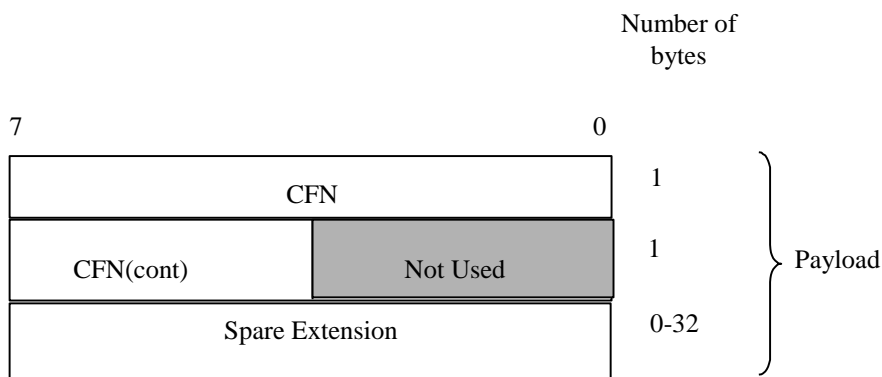 Number of
bytes
7 0
CFN 1
CFN(cont) Not Used 1
Payload
Spare Extension 0-32